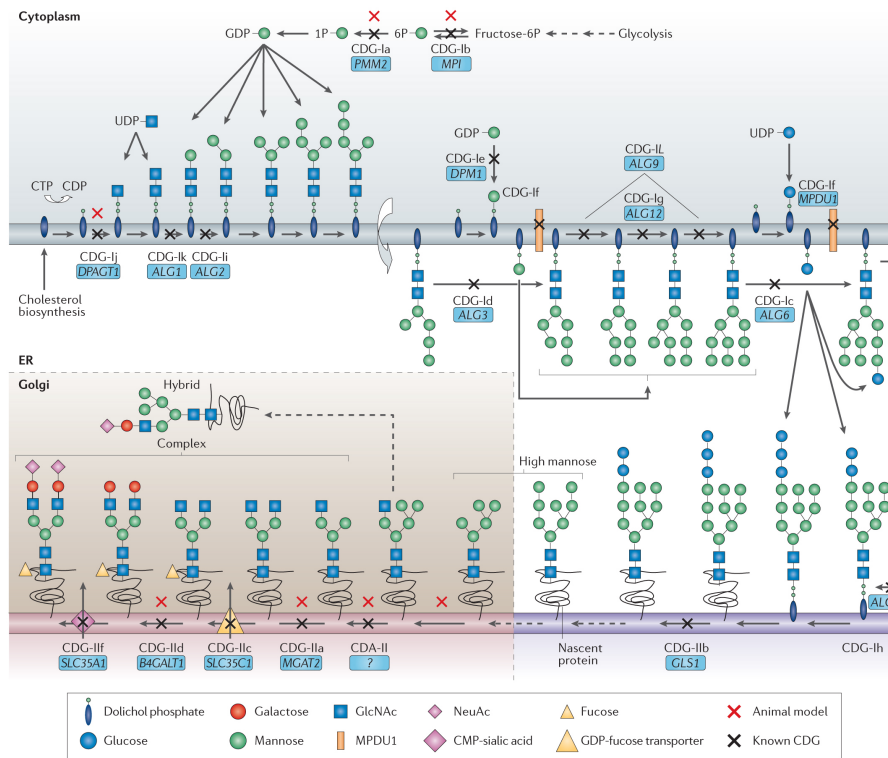 Cytoplasm
GDP
1P
6P
Fructose-6P
Glycolysis
CDG-Ia
PMM2
CDG-Ib
MPI
UDP
GDP
UDP
CDG-Ie
DPM1
CDG-If
CDG-IL
ALG9
CDG-Ig
ALG12
CDG-If
MPDU1
CTP
CDP
CDG-Ij
DPAGT1
CDG-Ik
ALG1
CDG-Ii
ALG2
Cholesterol
biosynthesis
CDG-Id
ALG3
CDG-Ic
ALG6
ER
Golgi
Hybrid
Complex
High mannose
Nascent
protein
CDG-IIf
SLC35A1
CDG-IId
B4GALT1
CDG-IIc
SLC35C1
CDG-IIa
MGAT2
CDA-II
?
CDG-IIb
GLS1
CDG-Ih
Dolichol phosphate
Galactose
GlcNAc
NeuAc
Fucose
Animal model
Glucose
Mannose
MPDU1
CMP-sialic acid
GDP-fucose transporter
Known CDG